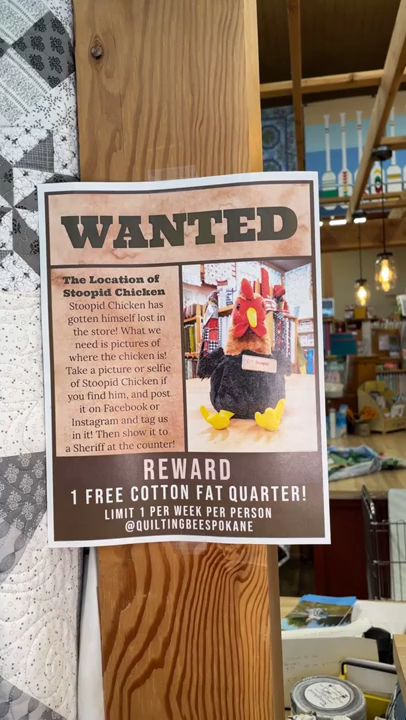 WANTED
The Location of
Stoopid Chicken
Stoopid Chicken has
gotten himself lost in
the store! What we
need is pictures of
where the chicken is!
Take a picture or selfie
of Stoopid Chicken if
you find him, and post
it on Facebook or
Instagram and tag us
in it! Then show it to
a Sheriff at the counter!
REWARD
1 FREE COTTON FAT QUARTER!
LIMIT 1 PER WEEK PER PERSON
@QUILTINGBEESPOKANE